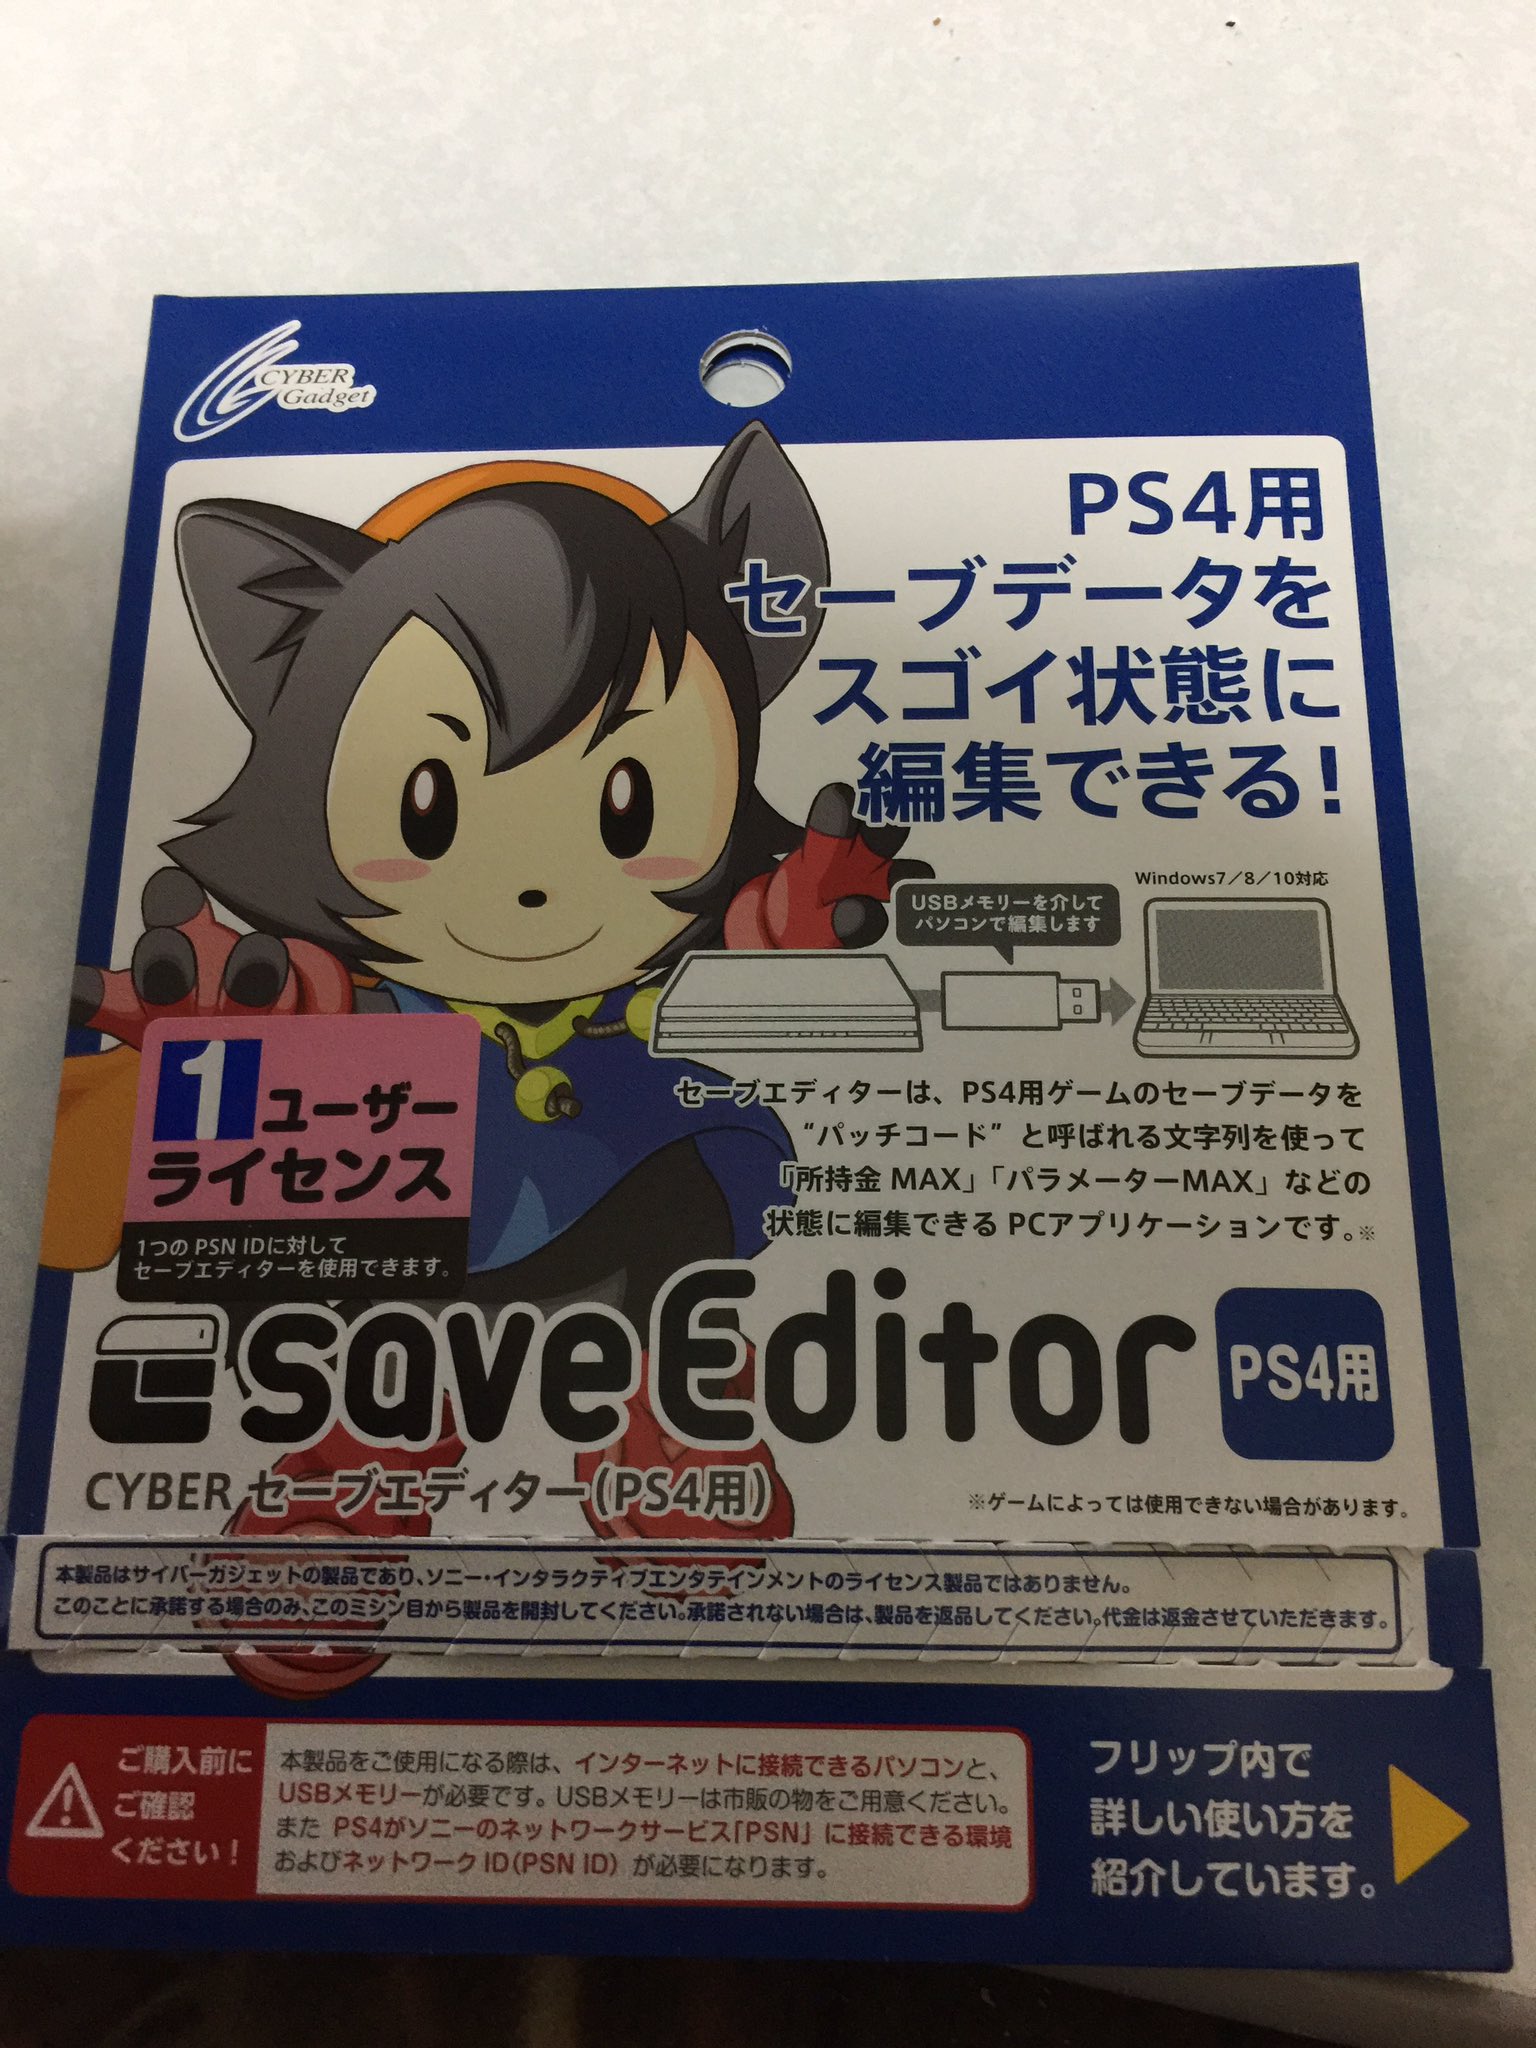 CYBER
Gadget
PS4用
セーブデータを
スゴイ状態に
編集できる!
Windows7/8/10対応
USBメモリーを介して
パソコンで編集します
セーブエディターは、PS4用ゲームのセーブデータを
“パッチコード”と呼ばれる文字列を使って
「所持金 MAX」「パラメーターMAX」などの
状態に編集できる PCアプリケーションです。※
1ユーザー
ライセンス
1つの PSN IDに対して
セーブエディターを使用できます。
save Editor
PS4用
CYBER セーブエディター(PS4用)
※ゲームによっては使用できない場合があります。
本製品はサイバーガジェットの製品であり、ソニー・インタラクティブエンタテインメントのライセンス製品ではありません。
このことに承諾する場合のみ、このミシン目から製品を開封してください。承諾されない場合は、製品を返品してください。代金は返金させていただきます。
ご購入前に
ご確認
ください!
本製品をご使用になる際は、インターネットに接続できるパソコンと、
USBメモリーが必要です。USBメモリーは市販の物をご用意ください。
また PS4がソニーのネットワークサービス「PSN」に接続できる環境
およびネットワーク ID(PSN ID) が必要になります。
フリップ内で
詳しい使い方を
紹介しています。